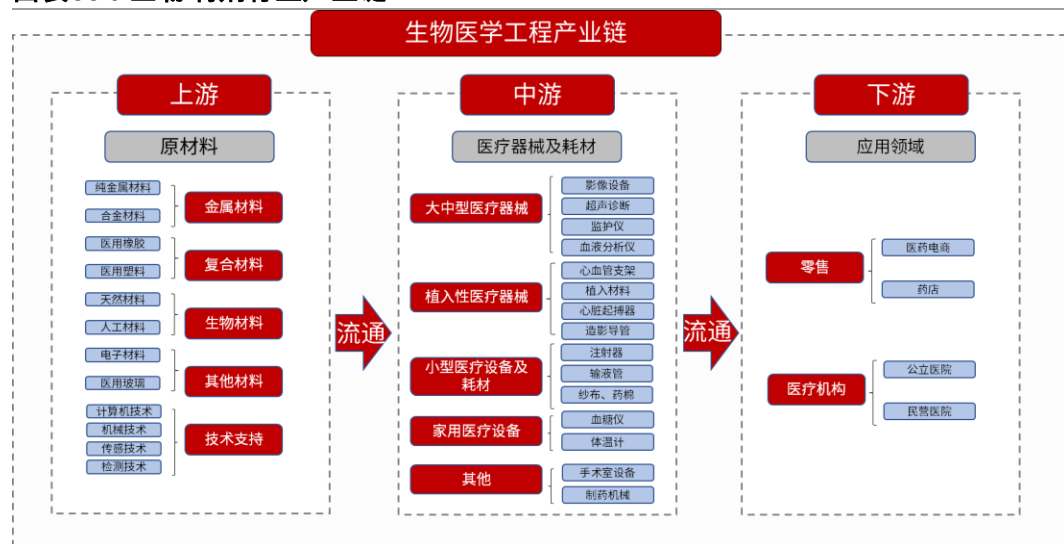 生物医学工程产业链
上游
原材料
纯金属材料
合金材料
金属材料
医用橡胶
医用塑料
复合材料
天然材料
人工材料
生物材料
电子材料
医用玻璃
其他材料
计算机技术
机械技术
传感技术
检测技术
技术支持
流通
中游
医疗器械及耗材
大中型医疗器械
影像设备
超声诊断
监护仪
血液分析仪
植入性医疗器械
心血管支架
植入材料
心脏起搏器
造影导管
小型医疗设备及
耗材
注射器
输液管
纱布、药棉
家用医疗设备
血糖仪
体温计
其他
手术室设备
制药机械
流通
下游
应用领域
零售
医药电商
药店
医疗机构
公立医院
民营医院